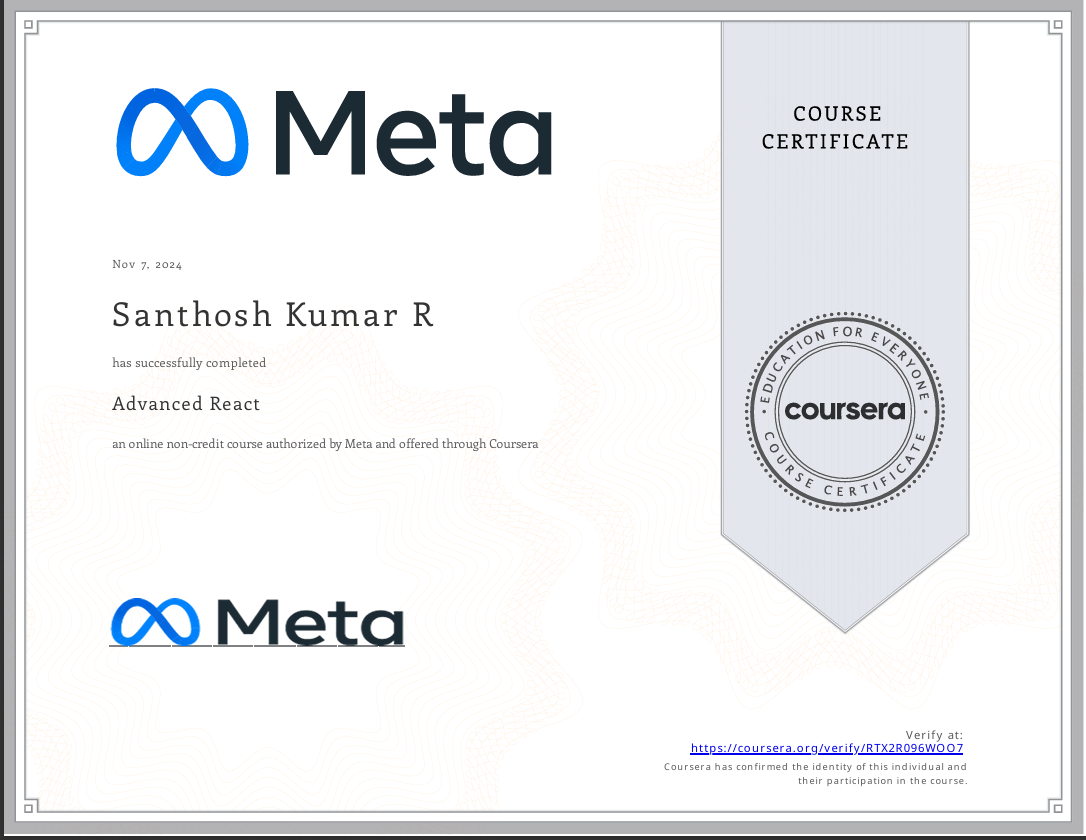 Meta
COURSE
CERTIFICATE
Nov 7, 2024
Santhosh Kumar R
has successfully completed
Advanced React
an online non-credit course authorized by Meta and offered through Coursera
EDUCATION FOR EVERYONE
coursera
COURSE CERTIFICATE
Meta
Verify at:
https://coursera.org/verify/RTX2R096WOO7
Coursera has confirmed the identity of this individual and
their participation in the course.